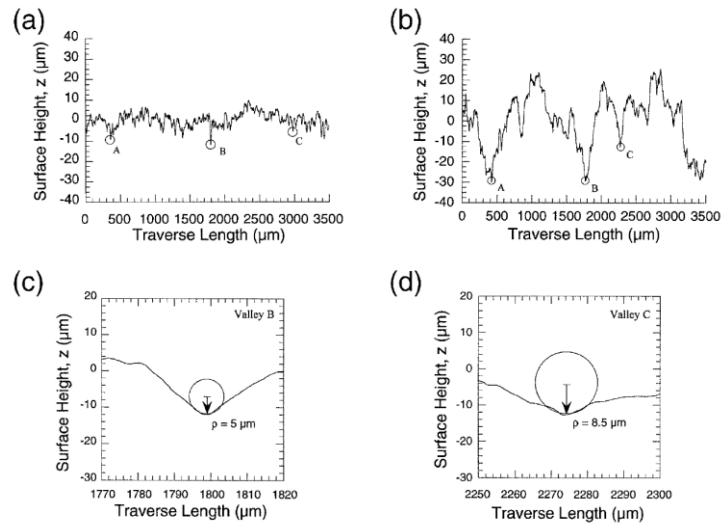 (a)
40
30
20
10
0
-10
-20
-30
-40
Surface Height, z (μm)
A
B
C
0 500 1000 1500 2000 2500 3000 3500
Traverse Length (μm)
(b)
40
30
20
10
0
-10
-20
-30
-40
Surface Height, z (μm)
A
B
C
0 500 1000 1500 2000 2500 3000 3500
Traverse Length (μm)
(c)
20
10
0
-10
-20
-30
Surface Height, z (μm)
Valley B
ρ = 5 μm
1770 1780 1790 1800 1810 1820
Traverse Length (μm)
(d)
20
10
0
-10
-20
-30
Surface Height, z (μm)
Valley C
ρ = 8.5 μm
2250 2260 2270 2280 2290 2300
Traverse Length (μm)